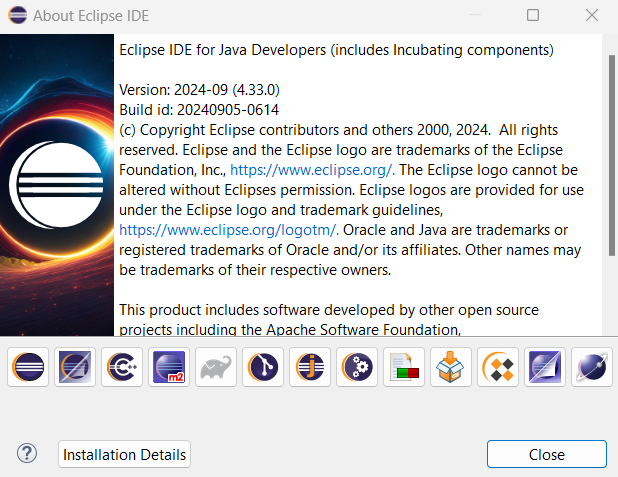 About Eclipse IDE
Eclipse IDE for Java Developers (includes Incubating components)
Version: 2024-09 (4.33.0)
Build id: 20240905-0614
(c) Copyright Eclipse contributors and others 2000, 2024.  All rights
reserved. Eclipse and the Eclipse logo are trademarks of the Eclipse
Foundation, Inc., https://www.eclipse.org/. The Eclipse logo cannot be
altered without Eclipses permission. Eclipse logos are provided for use
under the Eclipse logo and trademark guidelines,
https://www.eclipse.org/logotm/. Oracle and Java are trademarks or
registered trademarks of Oracle and/or its affiliates. Other names may
be trademarks of their respective owners.
This product includes software developed by other open source
projects including the Apache Software Foundation,
m2
j
?
Installation Details
Close